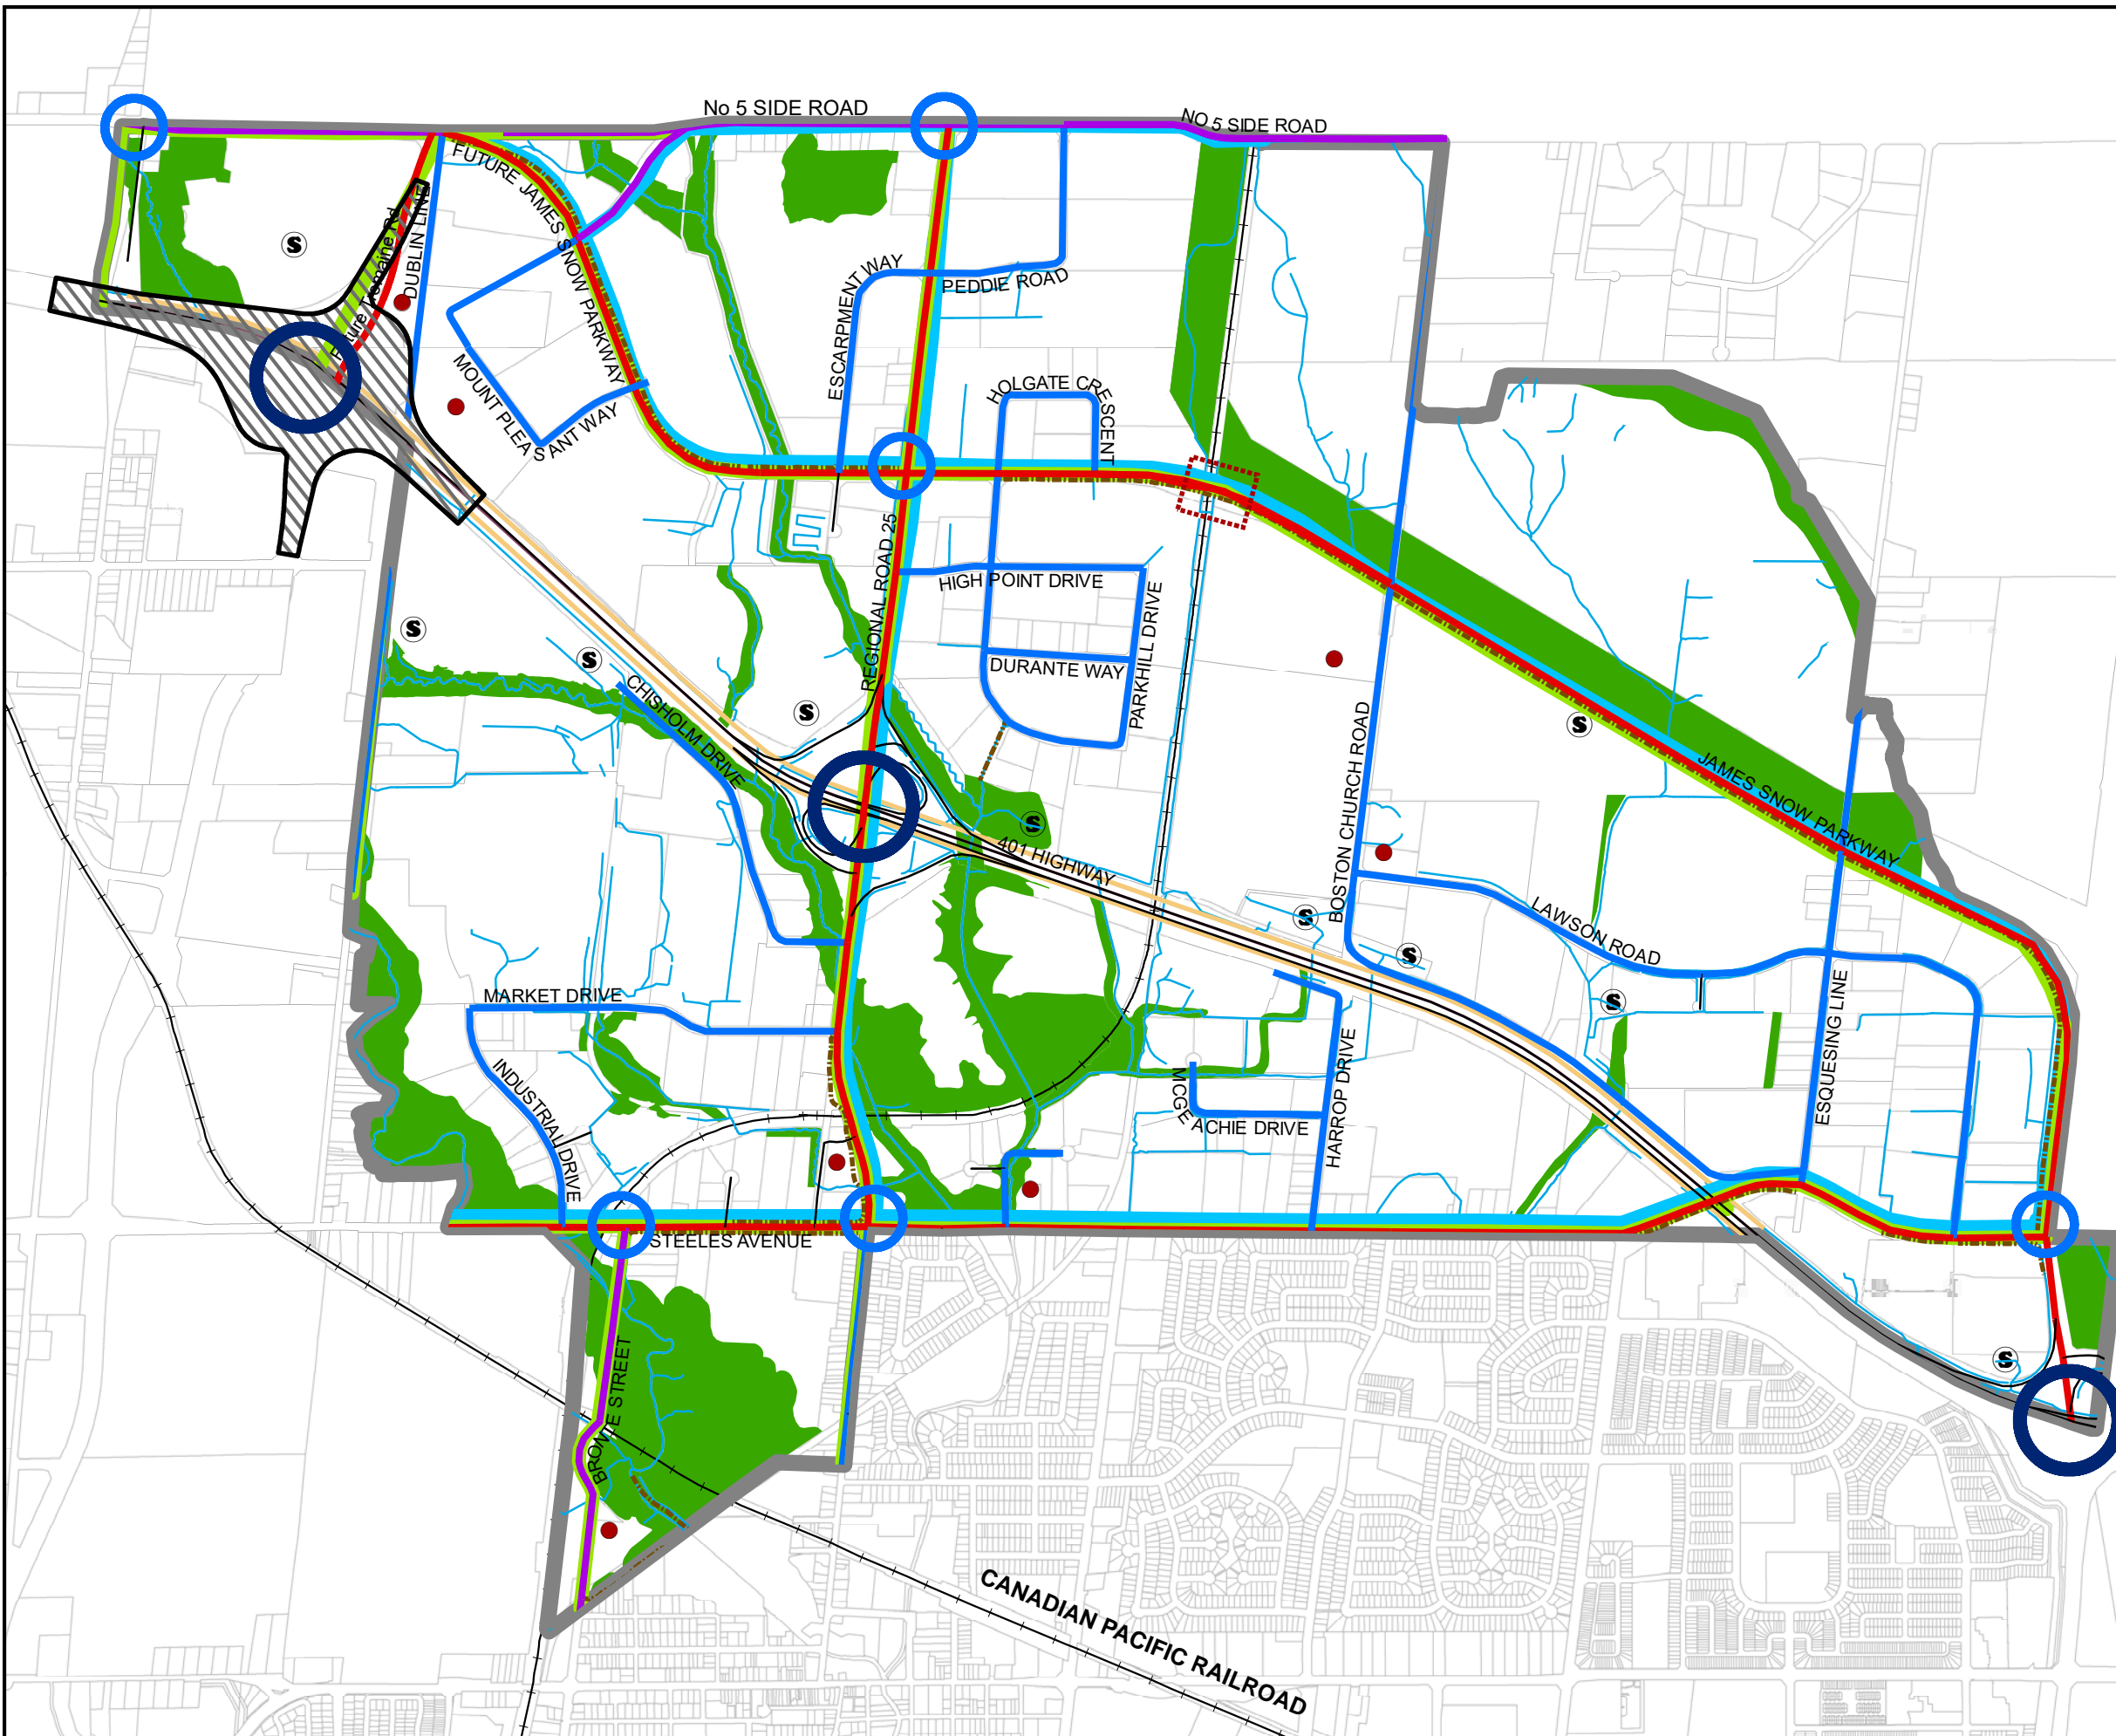 No 5 SIDE ROAD
NO 5 SIDE ROAD
FUTURE JAMES SNOW PARKWAY
DUBLIN LINE
Future Tremaine Rd
S
ESCARPMENT WAY
PEDDIE ROAD
MOUNT PLEASANT WAY
HOLGATE CRESCENT
REGIONAL ROAD 25
HIGH POINT DRIVE
DURANTE WAY
PARKHILL DRIVE
S
S
CHISHOLM DRIVE
S
S
BOSTON CHURCH ROAD
JAMES SNOW PARKWAY
S
401 HIGHWAY
LAWSON ROAD
S
S
S
MARKET DRIVE
INDUSTRIAL DRIVE
MCGEACHIE DRIVE
HARROP DRIVE
ESQUESING LINE
STEELES AVENUE
BRONTE STREET
S
CANADIAN PACIFIC RAILROAD